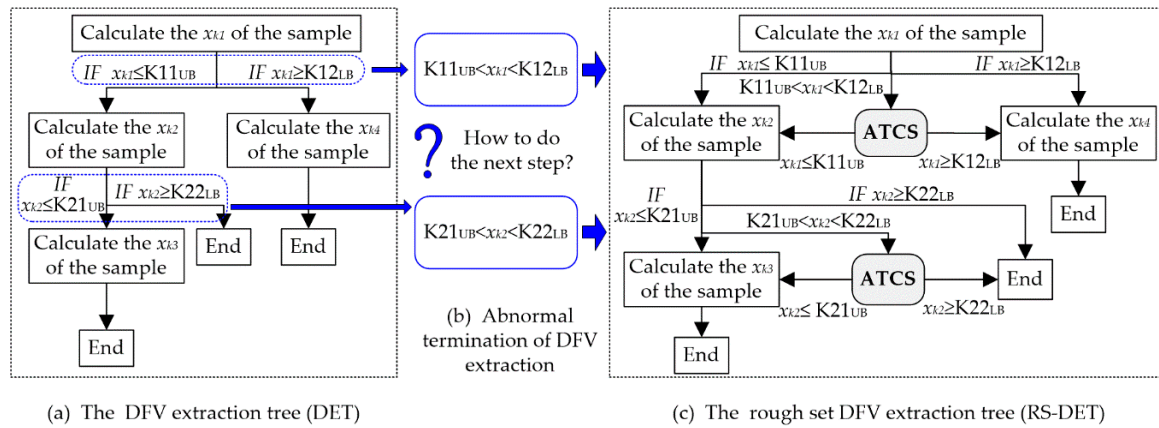 Calculate the xk1 of the sample
IF xk1≤K11UB
IF xk1≥K12LB
Calculate the xk2
of the sample
Calculate the xk4
of the sample
IF
xk2≤K21UB
IF xk2≥K22LB
Calculate the xk3
of the sample
End
End
End
(a) The DFV extraction tree (DET)
K11UB<xk1<K12LB
?
How to do
the next step?
K21UB<xk2<K22LB
(b) Abnormal
termination of DFV
extraction
Calculate the xk1 of the sample
IF xk1≤ K11UB
IF xk1≥K12LB
K11UB<xk1<K12LB
Calculate the xk2
of the sample
ATCS
Calculate the xk4
of the sample
xk1≤K11UB
xk1≥K12LB
End
IF
xk2≤K21UB
IF xk2≥K22LB
K21UB<xk2<K22LB
Calculate the xk3
of the sample
ATCS
End
xk2≤ K21UB
xk2≥K22LB
End
(c) The rough set DFV extraction tree (RS-DET)